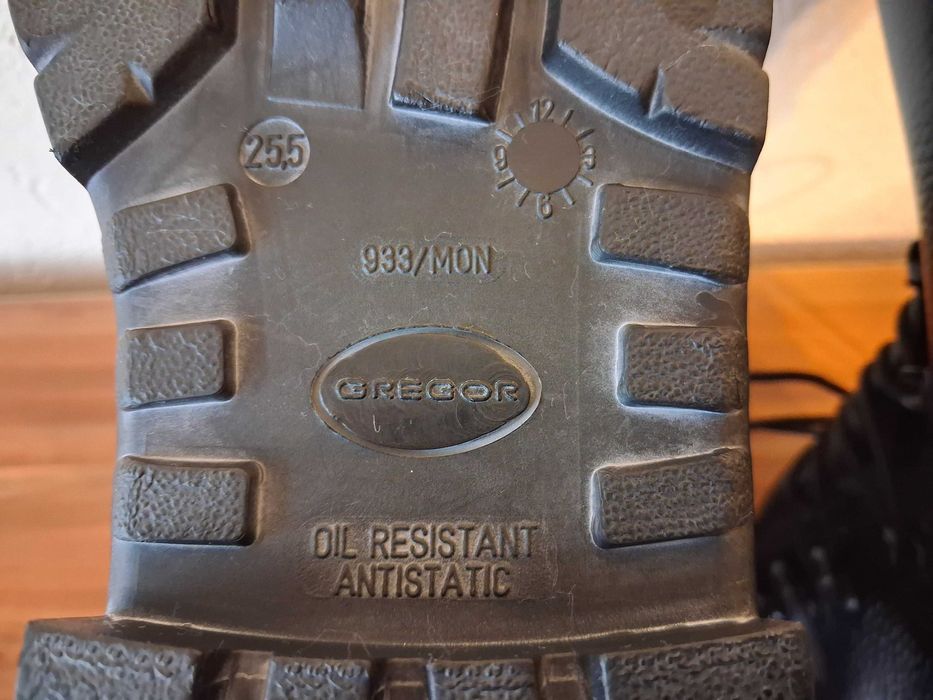 25,5
12
9 3
6
933/MON
GREGOR
OIL RESISTANT
ANTISTATIC